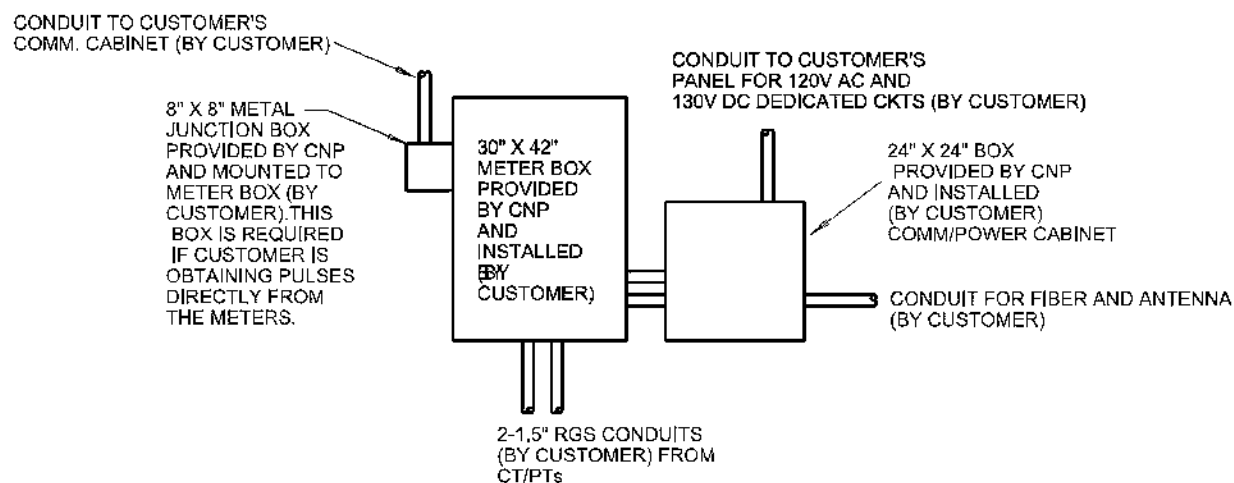 CONDUIT TO CUSTOMER'S
COMM. CABINET (BY CUSTOMER)
CONDUIT TO CUSTOMER'S
PANEL FOR 120V AC AND
130V DC DEDICATED CKTS (BY CUSTOMER)
8" X 8" METAL
JUNCTION BOX
PROVIDED BY CNP
AND MOUNTED TO
METER BOX (BY
CUSTOMER).THIS
BOX IS REQUIRED
IF CUSTOMER IS
OBTAINING PULSES
DIRECTLY FROM
THE METERS.
30" X 42"
METER BOX
PROVIDED
BY CNP
AND
INSTALLED
(BY
CUSTOMER)
24" X 24" BOX
PROVIDED BY CNP
AND INSTALLED
(BY CUSTOMER)
COMM/POWER CABINET
CONDUIT FOR FIBER AND ANTENNA
(BY CUSTOMER)
2-1.5" RGS CONDUITS
(BY CUSTOMER) FROM
CT/PTs